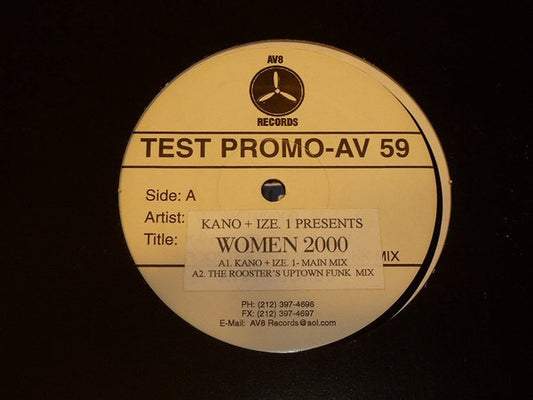 AV8
RECORDS
TEST PROMO-AV 59
Side: A
Artist:
Title:
KANO + IZE. 1 PRESENTS
WOMEN 2000
A1. KANO + IZE. 1- MAIN MIX
A2. THE ROOSTER'S UPTOWN FUNK MIX
MIX
PH: (212) 397-4696
FX: (212) 397-4697
E-Mail: AV8 Records@aol.com